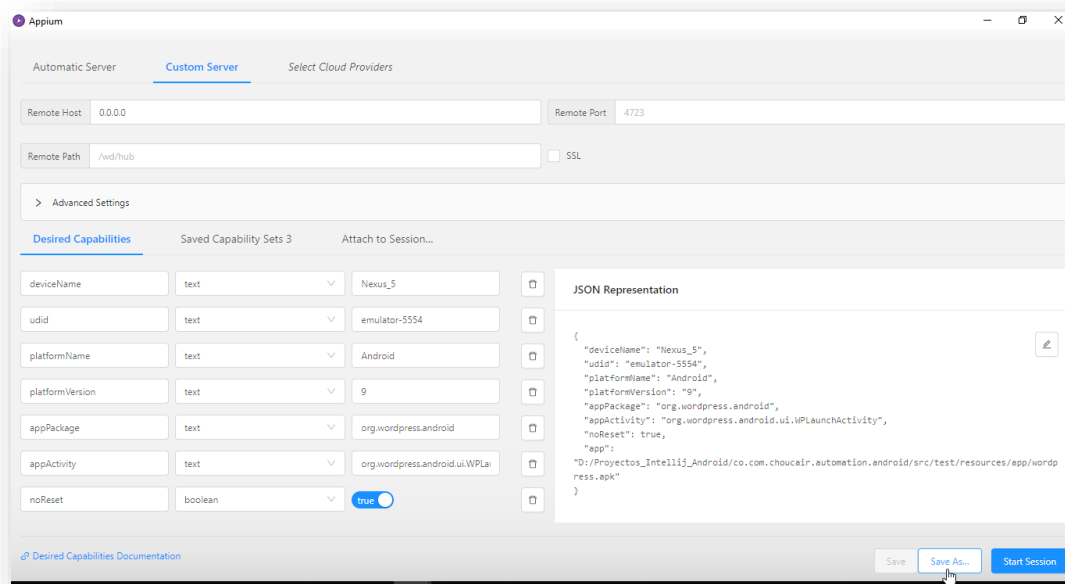 Appium
Automatic Server Custom Server Select Cloud Providers
Remote Host 0.0.0.0 Remote Port 4723
Remote Path /wd/hub SSL
Advanced Settings
Desired Capabilities Saved Capability Sets 3 Attach to Session...
deviceName text Nexus_5
udid text emulator-5554
platformName text Android
platformVersion text 9
appPackage text org.wordpress.android
appActivity text org.wordpress.android.ui.WPLau
noReset boolean true
JSON Representation
{
"deviceName": "Nexus_5",
"udid": "emulator-5554",
"platformName": "Android",
"platformVersion": "9",
"appPackage": "org.wordpress.android",
"appActivity": "org.wordpress.android.ui.WPLaunchActivity",
"noReset": true,
"app":
"D:/Proyectos_Intellij_Android/co.com.choucair.automation.android/src/test/resources/app/wordp
ress.apk"
}
Desired Capabilities Documentation Save Save As... Start Session